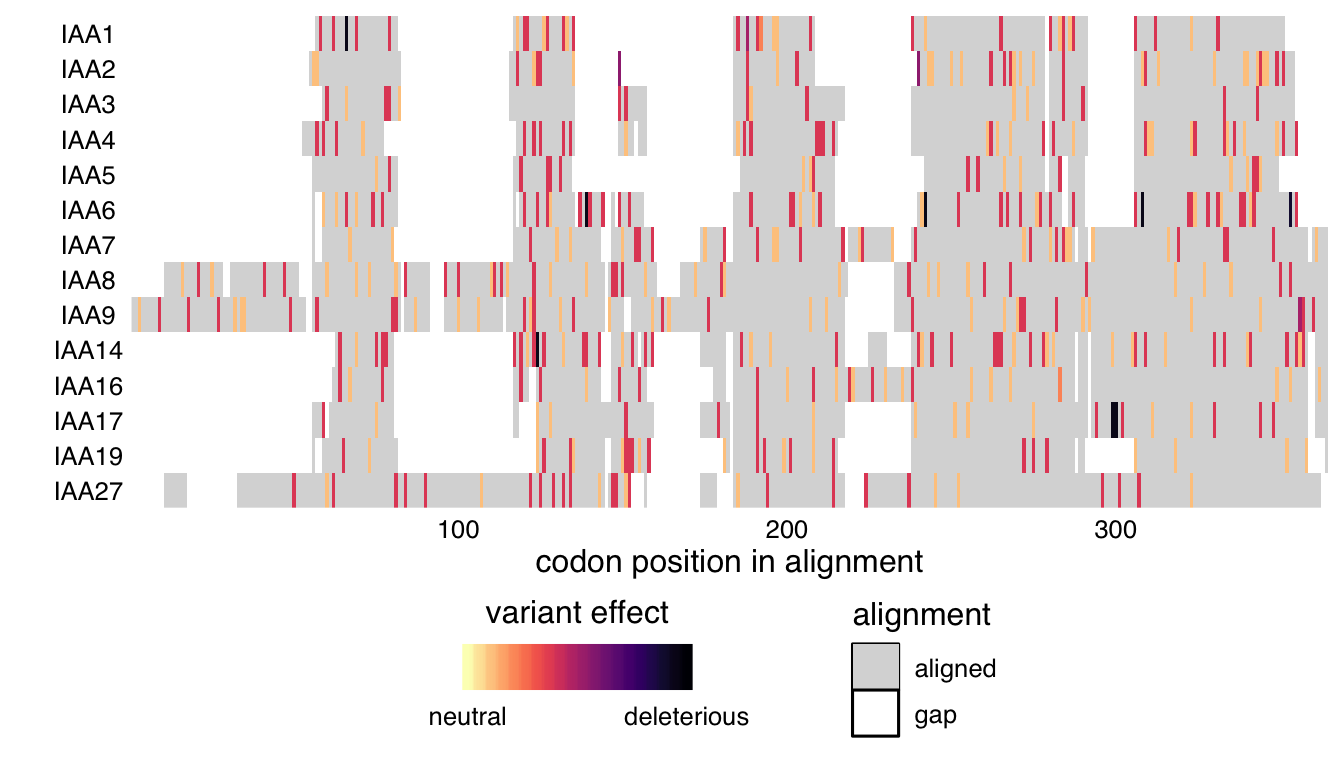 IAA1
IAA2
IAA3
IAA4
IAA5
IAA6
IAA7
IAA8
IAA9
IAA14
IAA16
IAA17
IAA19
IAA27
100 200 300
codon position in alignment
variant effect
neutral deleterious
alignment
aligned
gap